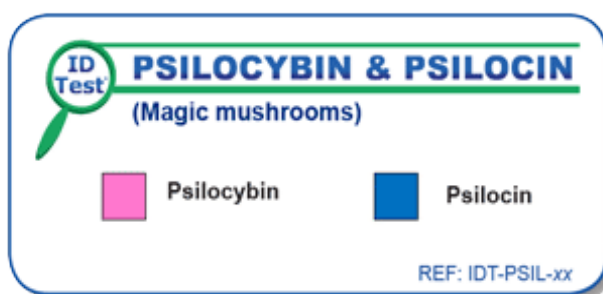 ID
Test
PSILOCYBIN & PSILOCIN
(Magic mushrooms)
Psilocybin
Psilocin
REF: IDT-PSIL-xx